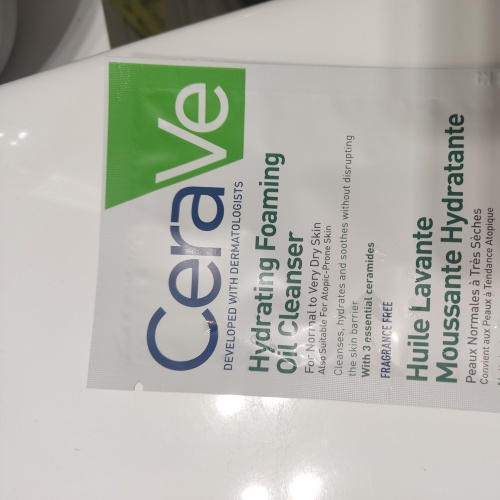 CeraVe
DEVELOPED WITH DERMATOLOGISTS
Hydrating Foaming
Oil Cleanser
For Normal to Very Dry Skin
Also Suitable For Atopic-Prone Skin
Cleanses, hydrates and soothes without disrupting
the skin barrier
With 3 essential ceramides
FRAGRANCE FREE
Huile Lavante
Moussante Hydratante
Peaux Normales à Très Sèches
Convient aux Peaux à Tendance Atopique